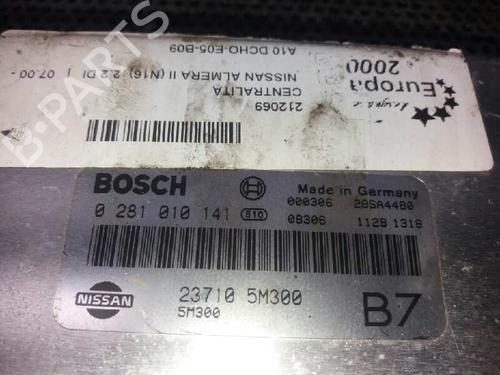 A10 DCHO-E05-B09
NISSAN ALMERA II (N16) 2.2 DI | 07.00 -
CENTRALITA
212069
Europa
2000
B-PARTS
BOSCH
Made in Germany
000306 28SA4480
0 281 010 141 810
0B306 1128 1318
NISSAN
23710 5M300
5M300
B7